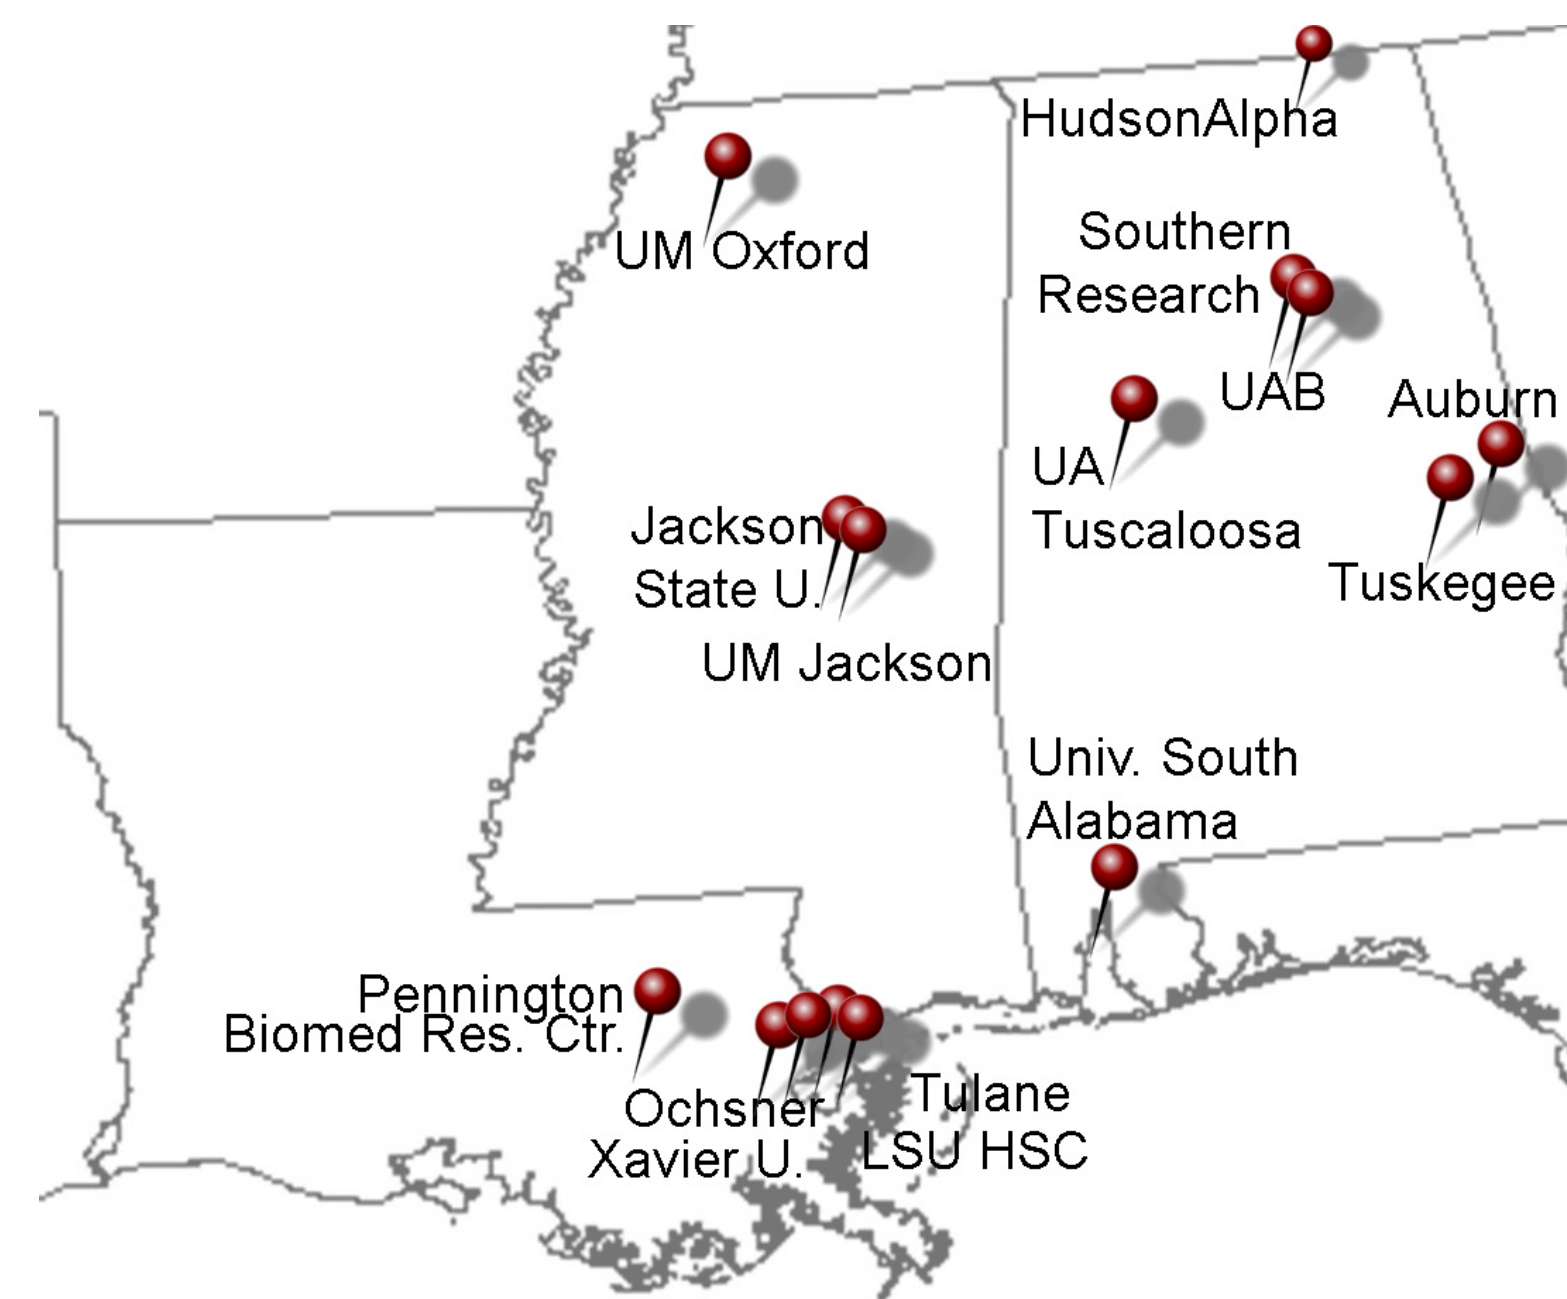 HudsonAlpha
UM Oxford
Southern
Research
UAB
Auburn
UA
Tuscaloosa
Tuskegee
Jackson
State U.
UM Jackson
Univ. South
Alabama
Pennington
Biomed Res. Ctr.
Ochsner
Xavier U.
Tulane
LSU HSC